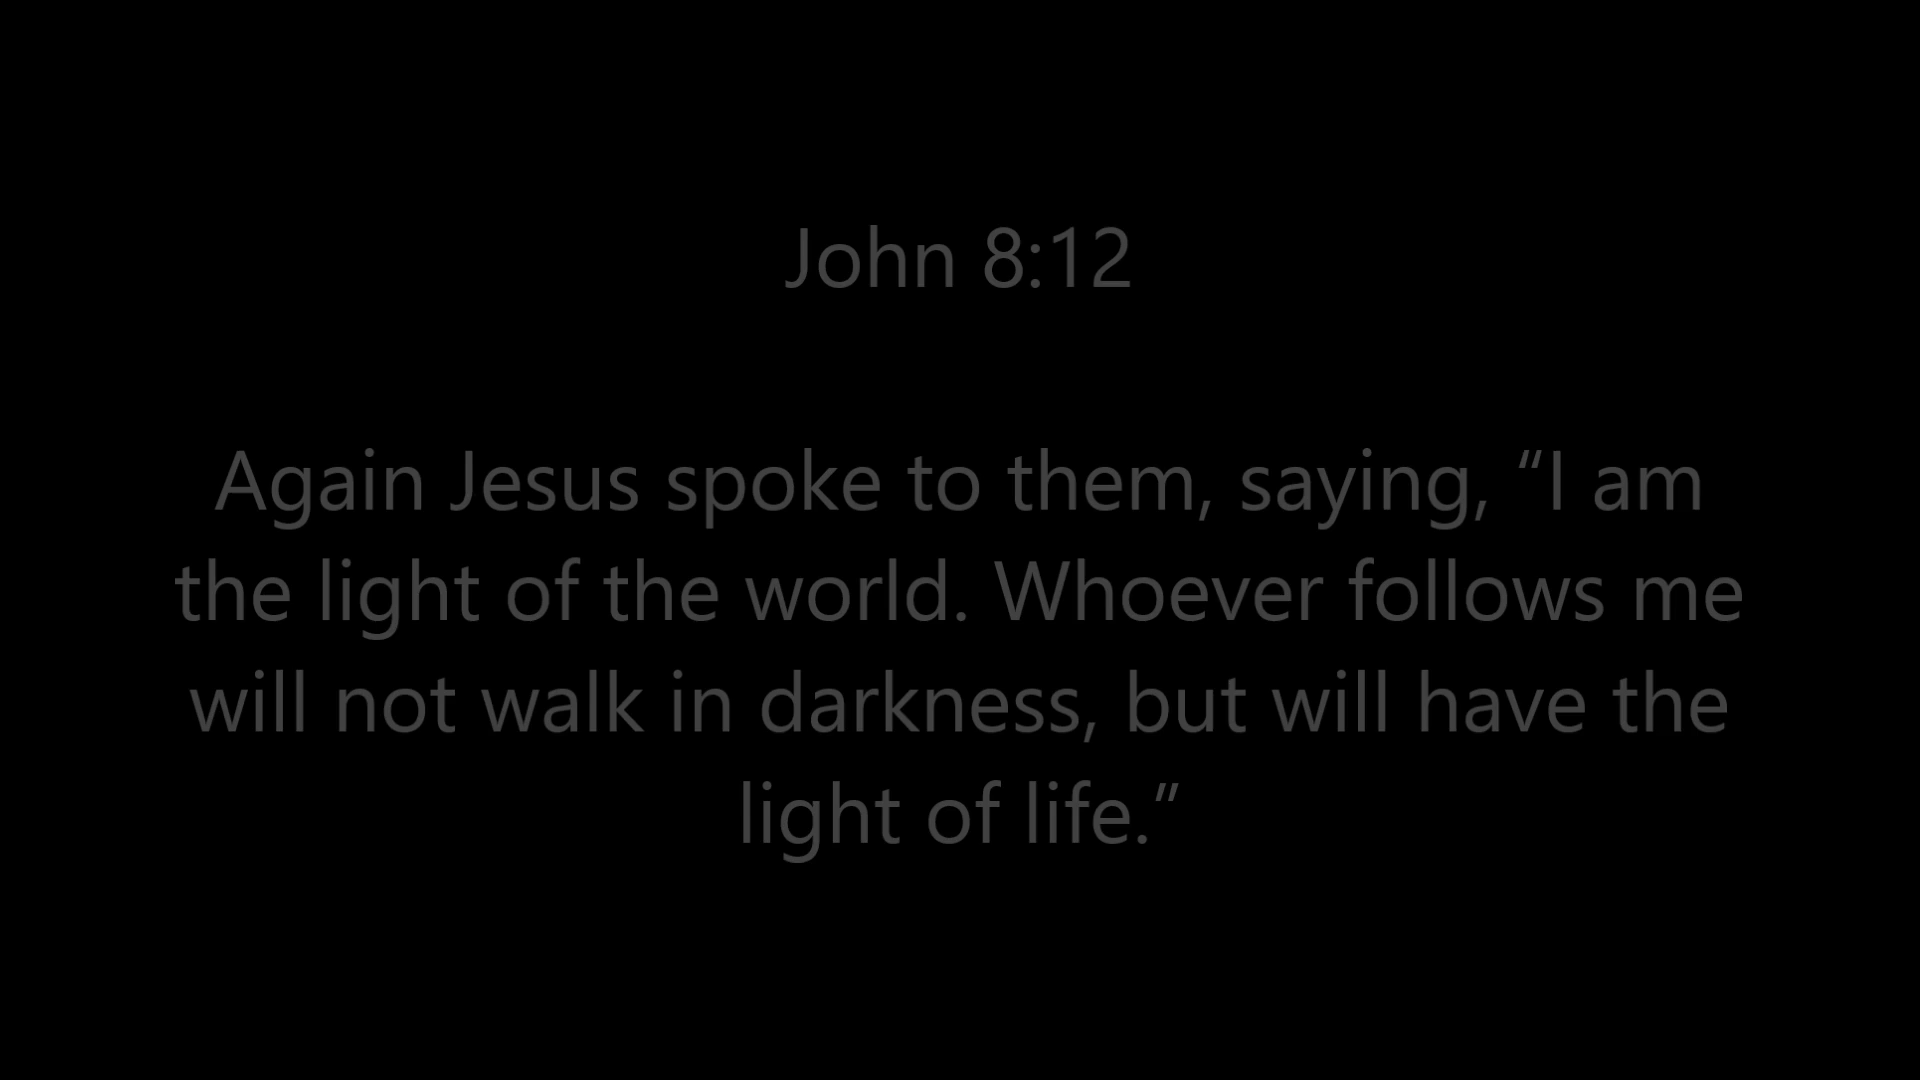 John 8:12
Again Jesus spoke to them, saying, “I am
the light of the world. Whoever follows me
will not walk in darkness, but will have the
light of life.”